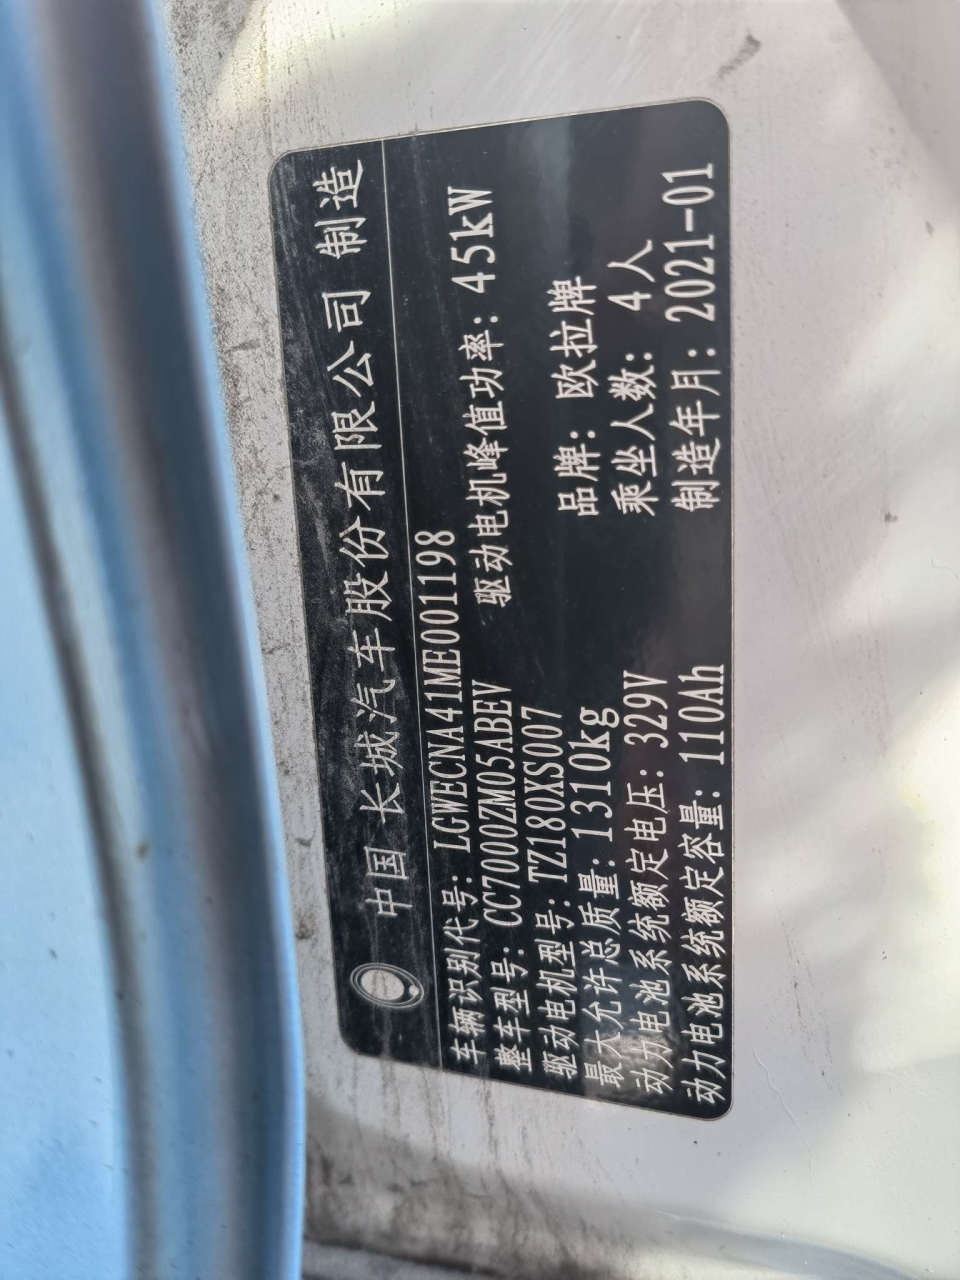 中国 长城汽车股份有限公司 制造
车辆识别代号: LGWECNA41ME001198
整车型号: CC7000ZM05ABEV 驱动电机峰值功率: 45kW
驱动电机型号: TZ180XS007
最大允许总质量: 1310kg 品牌: 欧拉牌
动力电池系统额定电压: 329V 乘坐人数: 4人
动力电池系统额定容量: 110Ah 制造年月: 2021-01